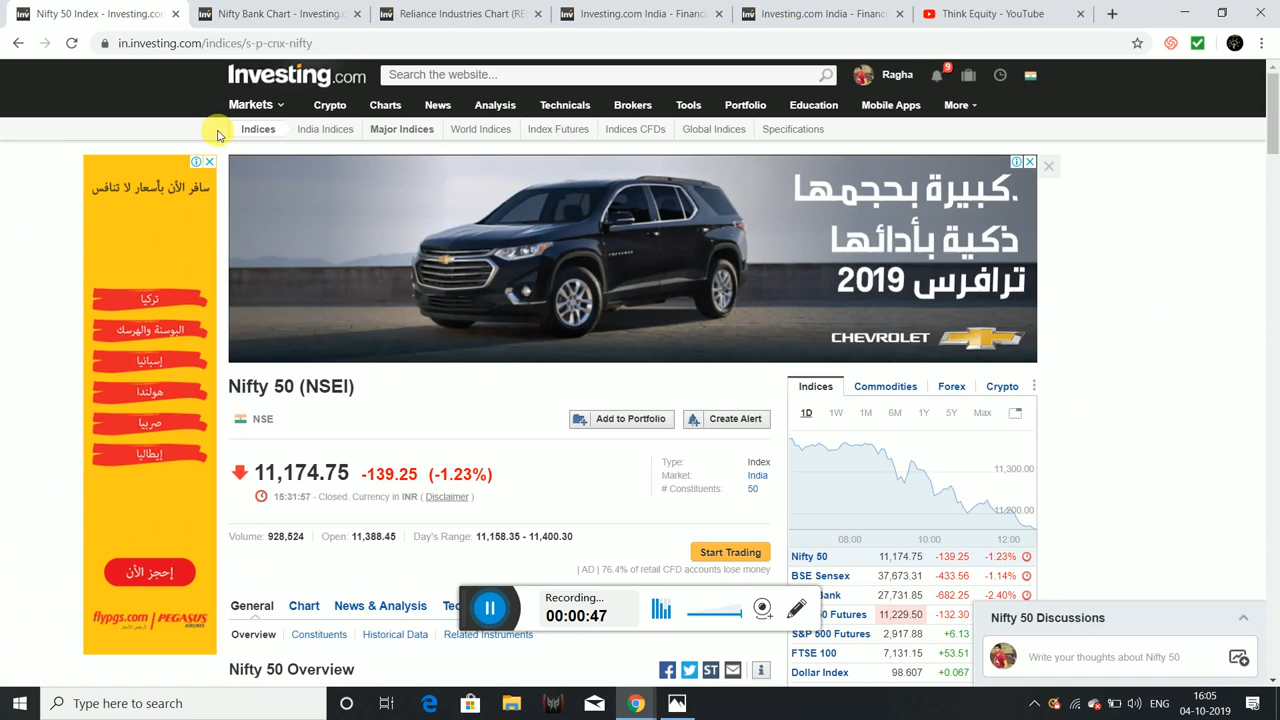 Nifty 50 Index - Investing.com
Nifty Bank Chart - Investing.c
Reliance Industries Chart (RE
Investing.com India - Financi
Investing.com India - Financi
Think Equity - YouTube
in.investing.com/indices/s-p-cnx-nifty
Investing.com
Search the website...
Ragha
9
Markets
Crypto
Charts
News
Analysis
Technicals
Brokers
Tools
Portfolio
Education
Mobile Apps
More
Indices
India Indices
Major Indices
World Indices
Index Futures
Indices CFDs
Global Indices
Specifications
سافر الأن بأسعار لا تنافس
تركيا
البوسنة والهرسك
إسبانيا
هولندا
صربيا
إيطاليا
إحجز الأن
flypgs.com PEGASUS
AIRLINES
كبيرة بحجمها.
ذكية بأدائها
ترافرس 2019
CHEVROLET
Nifty 50 (NSEI)
NSE
Add to Portfolio
Create Alert
11,174.75 -139.25 (-1.23%)
15:31:57 - Closed. Currency in INR ( Disclaimer )
Type: Index
Market: India
# Constituents: 50
Volume: 928,524
Open: 11,388.45
Day's Range: 11,158.35 - 11,400.30
Start Trading
| AD | 76.4% of retail CFD accounts lose money
General
Chart
News & Analysis
Overview
Constituents
Historical Data
Related Instruments
Nifty 50 Overview
ST
Indices
Commodities
Forex
Crypto
1D
1W
1M
6M
1Y
5Y
Max
11,300.00
11,200.00
08:00
10:00
12:00
Nifty 50 11,174.75 -139.25 -1.23%
BSE Sensex 37,673.31 -433.56 -1.14%
Bank 27,731.85 -682.25 -2.40%
Futures 11,229.50 -132.30
S&P 500 Futures 2,917.88 +6.13
FTSE 100 7,131.15 +53.51
Dollar Index 98.607 +0.067
Recording...
00:00:47
Nifty 50 Discussions
Write your thoughts about Nifty 50
Type here to search
ENG
16:05
04-10-2019